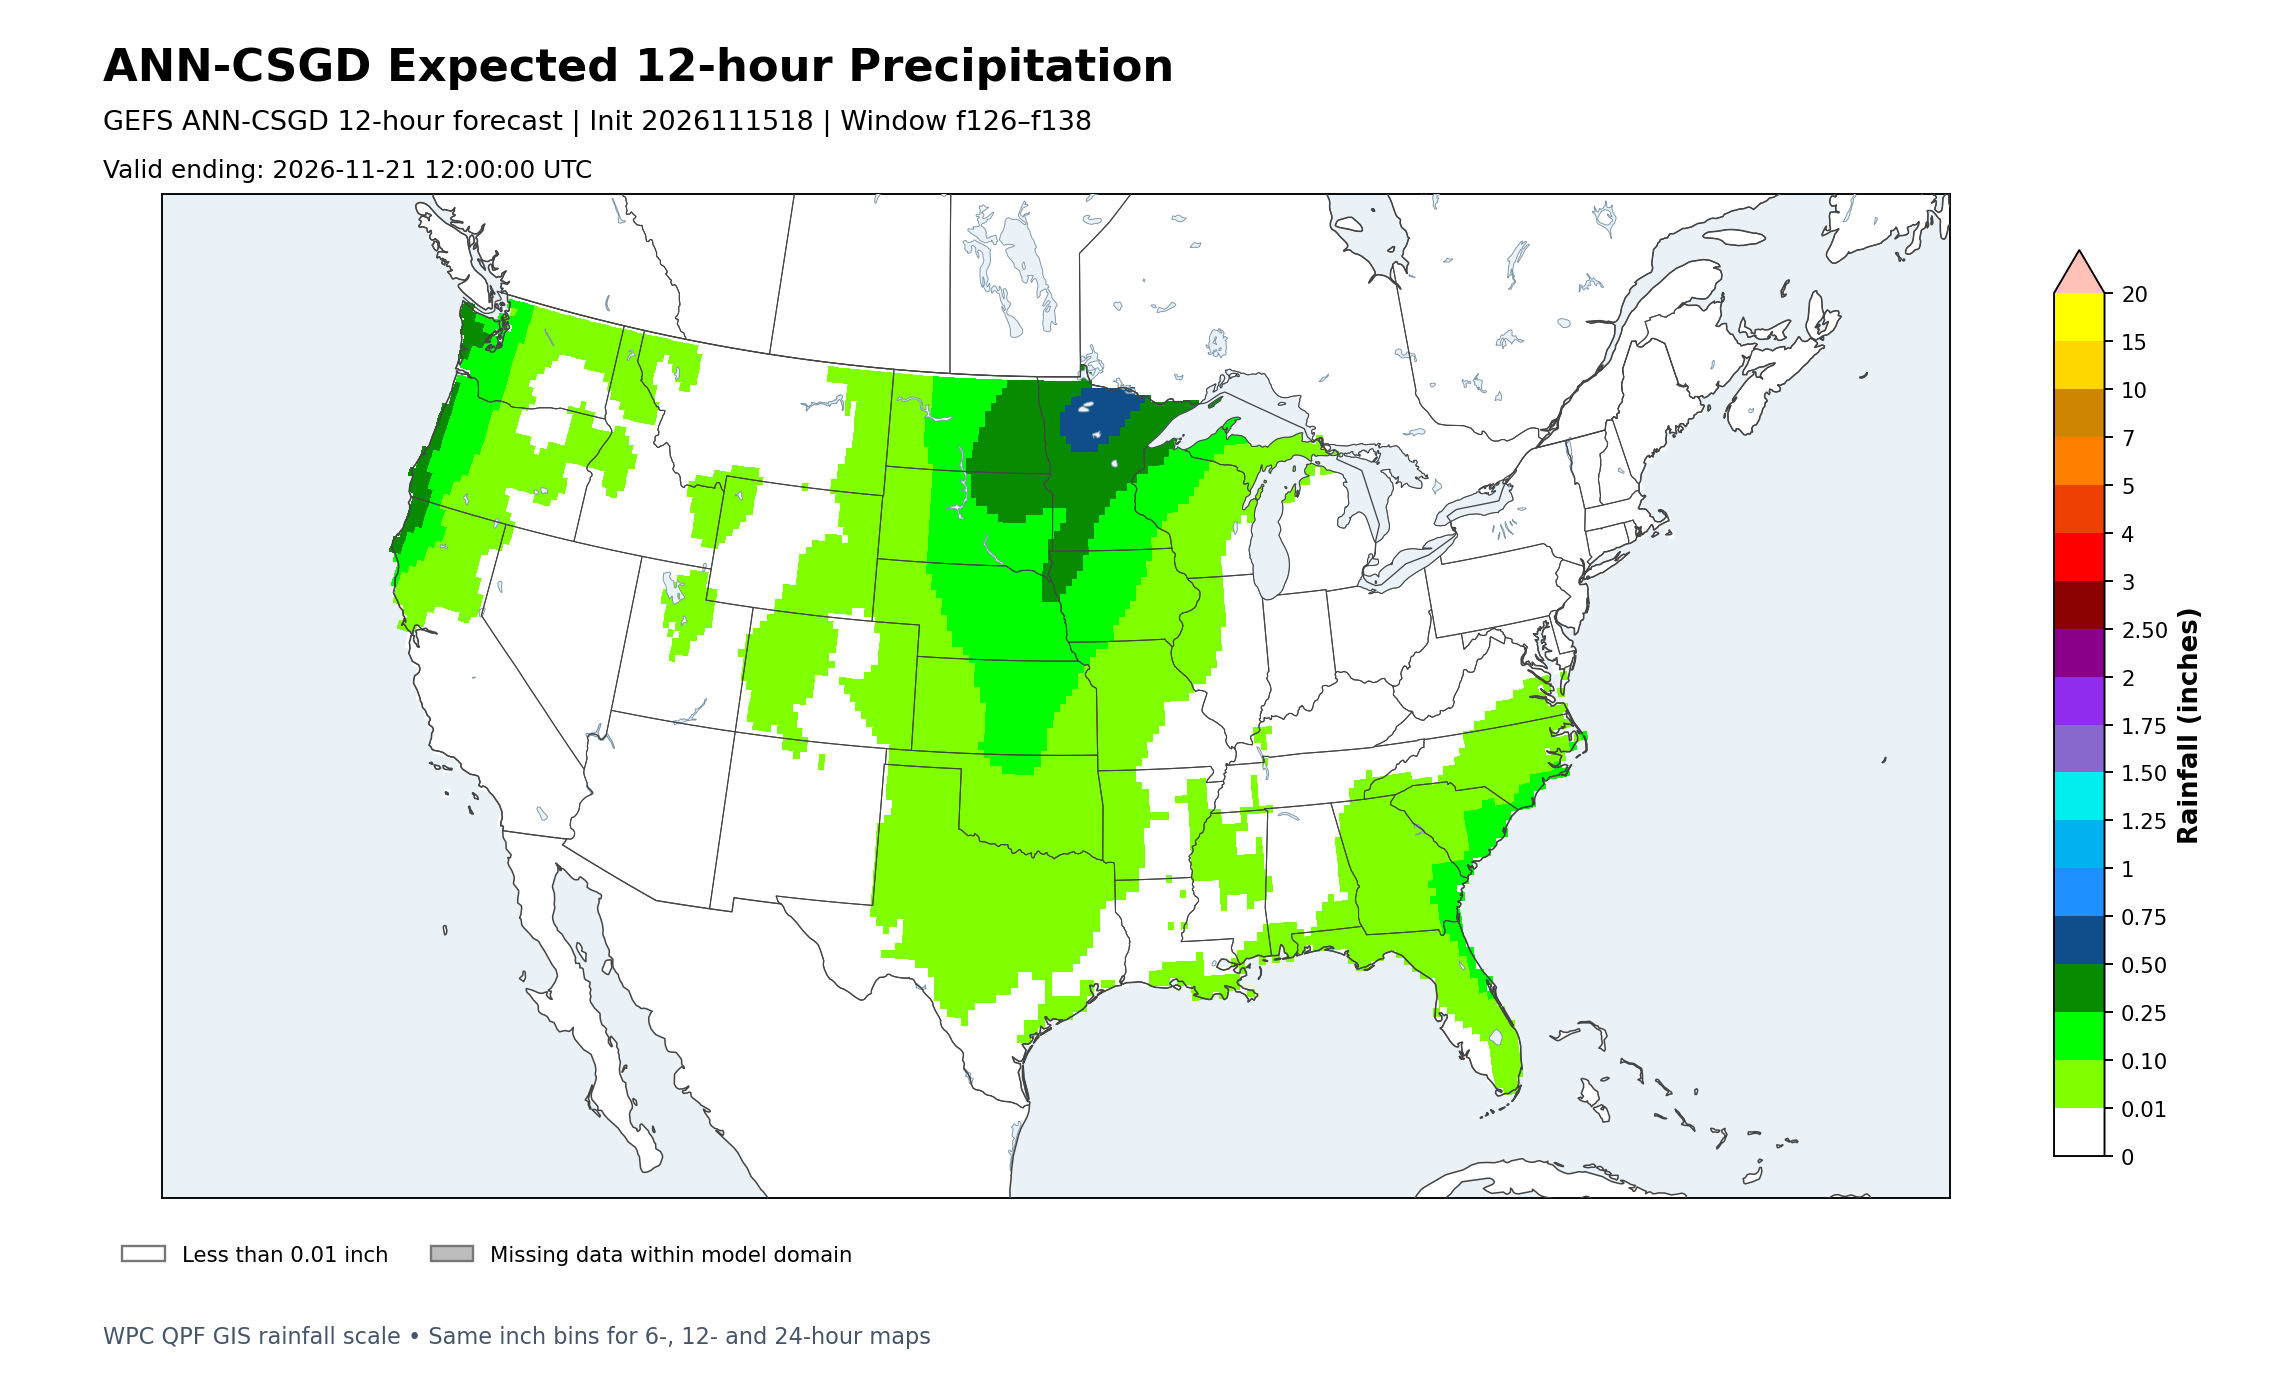 ANN-CSGD Expected 12-hour Precipitation
GEFS ANN-CSGD 12-hour forecast | Init 2026111518 | Window f126–f138
Valid ending: 2026-11-21 12:00:00 UTC
20
15
10
7
5
4
3
2.50
2
1.75
1.50
1.25
1
0.75
0.50
0.25
0.10
0.01
0
Rainfall (inches)
Less than 0.01 inch
Missing data within model domain
WPC QPF GIS rainfall scale • Same inch bins for 6-, 12- and 24-hour maps